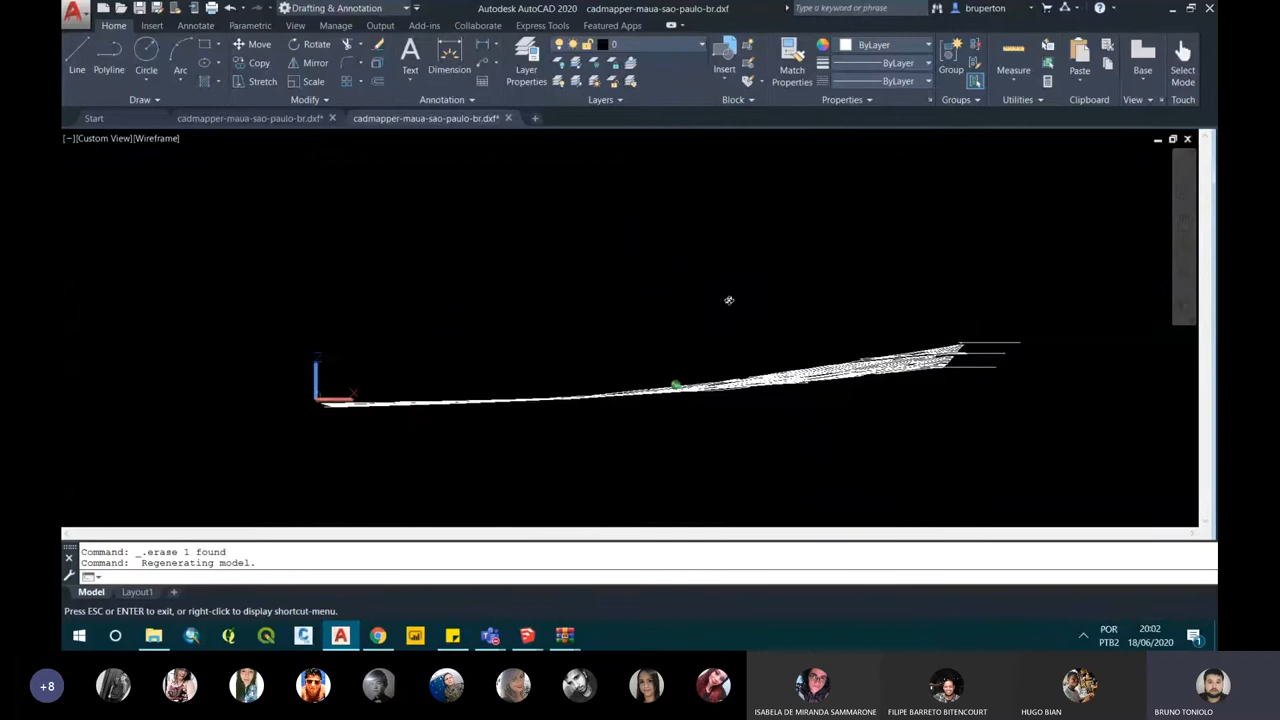 Drafting & Annotation
Autodesk AutoCAD 2020 cadmapper-maua-sao-paulo-br.dxf
Type a keyword or phrase
bruperton
Home Insert Annotate Parametric View Manage Output Add-ins Collaborate Express Tools Featured Apps
Line Polyline Circle Arc
Move Rotate
Copy Mirror
Stretch Scale
Text Dimension
Layer Properties
0
Insert
Match Properties
ByLayer
ByLayer
ByLayer
Group
Measure
Paste
Base
Select Mode
Draw Modify Annotation Layers Block Properties Groups Utilities Clipboard View Touch
Start cadmapper-maua-sao-paulo-br.dxf* cadmapper-maua-sao-paulo-br.dxf*
[−][Custom View][Wireframe]
Z
X
Command: _.erase 1 found
Command: Regenerating model.
Model Layout1
Press ESC or ENTER to exit, or right-click to display shortcut-menu.
POR 20:02
PTB2 18/06/2020
1
+8
ISABELA DE MIRANDA SAMMARONE FILIPE BARRETO BITENCOURT HUGO BIAN BRUNO TONIOLO